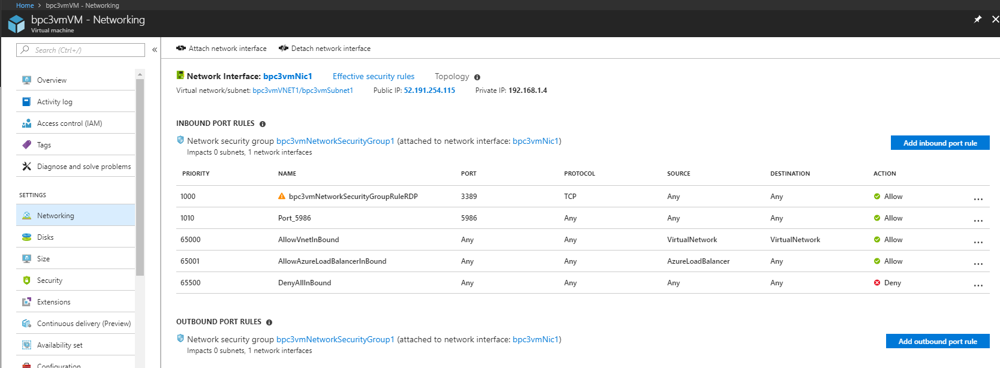 Home > bpc3vmVM - Networking
bpc3vmVM - Networking
Virtual machine
Search (Ctrl+/)
«
Overview
Activity log
Access control (IAM)
Tags
Diagnose and solve problems
SETTINGS
Networking
Disks
Size
Security
Extensions
Continuous delivery (Preview)
Availability set
Configuration
Attach network interface Detach network interface
Network Interface: bpc3vmNic1 Effective security rules Topology
Virtual network/subnet: bpc3vmVNET1/bpc3vmSubnet1 Public IP: 52.191.254.115 Private IP: 192.168.1.4
INBOUND PORT RULES
Network security group bpc3vmNetworkSecurityGroup1 (attached to network interface: bpc3vmNic1)
Impacts 0 subnets, 1 network interfaces
Add inbound port rule
PRIORITY NAME PORT PROTOCOL SOURCE DESTINATION ACTION
1000 bpc3vmNetworkSecurityGroupRuleRDP 3389 TCP Any Any Allow ...
1010 Port_5986 5986 Any Any Any Allow ...
65000 AllowVnetInBound Any Any VirtualNetwork VirtualNetwork Allow ...
65001 AllowAzureLoadBalancerInBound Any Any AzureLoadBalancer Any Allow ...
65500 DenyAllInBound Any Any Any Any Deny ...
OUTBOUND PORT RULES
Network security group bpc3vmNetworkSecurityGroup1 (attached to network interface: bpc3vmNic1)
Impacts 0 subnets, 1 network interfaces
Add outbound port rule